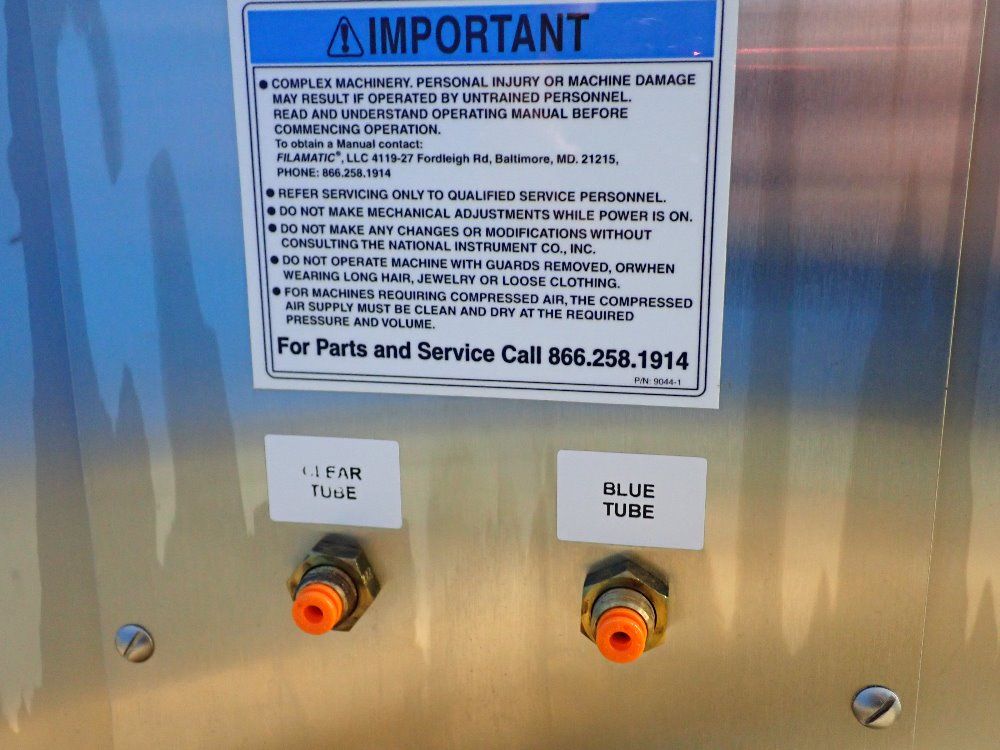 IMPORTANT
● COMPLEX MACHINERY. PERSONAL INJURY OR MACHINE DAMAGE
MAY RESULT IF OPERATED BY UNTRAINED PERSONNEL.
READ AND UNDERSTAND OPERATING MANUAL BEFORE
COMMENCING OPERATION.
To obtain a Manual contact:
FILAMATIC®, LLC 4119-27 Fordleigh Rd, Baltimore, MD. 21215,
PHONE: 866.258.1914
● REFER SERVICING ONLY TO QUALIFIED SERVICE PERSONNEL.
● DO NOT MAKE MECHANICAL ADJUSTMENTS WHILE POWER IS ON.
● DO NOT MAKE ANY CHANGES OR MODIFICATIONS WITHOUT
CONSULTING THE NATIONAL INSTRUMENT CO., INC.
● DO NOT OPERATE MACHINE WITH GUARDS REMOVED, ORWHEN
WEARING LONG HAIR, JEWELRY OR LOOSE CLOTHING.
● FOR MACHINES REQUIRING COMPRESSED AIR, THE COMPRESSED
AIR SUPPLY MUST BE CLEAN AND DRY AT THE REQUIRED
PRESSURE AND VOLUME.
For Parts and Service Call 866.258.1914
P/N: 9044-1
CLEAR
TUBE
BLUE
TUBE